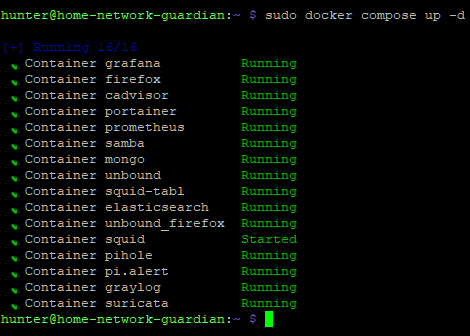 hunter@home-network-guardian:~ $ sudo docker compose up -d
[+] Running 16/16
Container grafana Running
Container firefox Running
Container cadvisor Running
Container portainer Running
Container prometheus Running
Container samba Running
Container mongo Running
Container unbound Running
Container squid-tabl Running
Container elasticsearch Running
Container unbound_firefox Running
Container squid Started
Container pihole Running
Container pi.alert Running
Container graylog Running
Container suricata Running
hunter@home-network-guardian:~ $